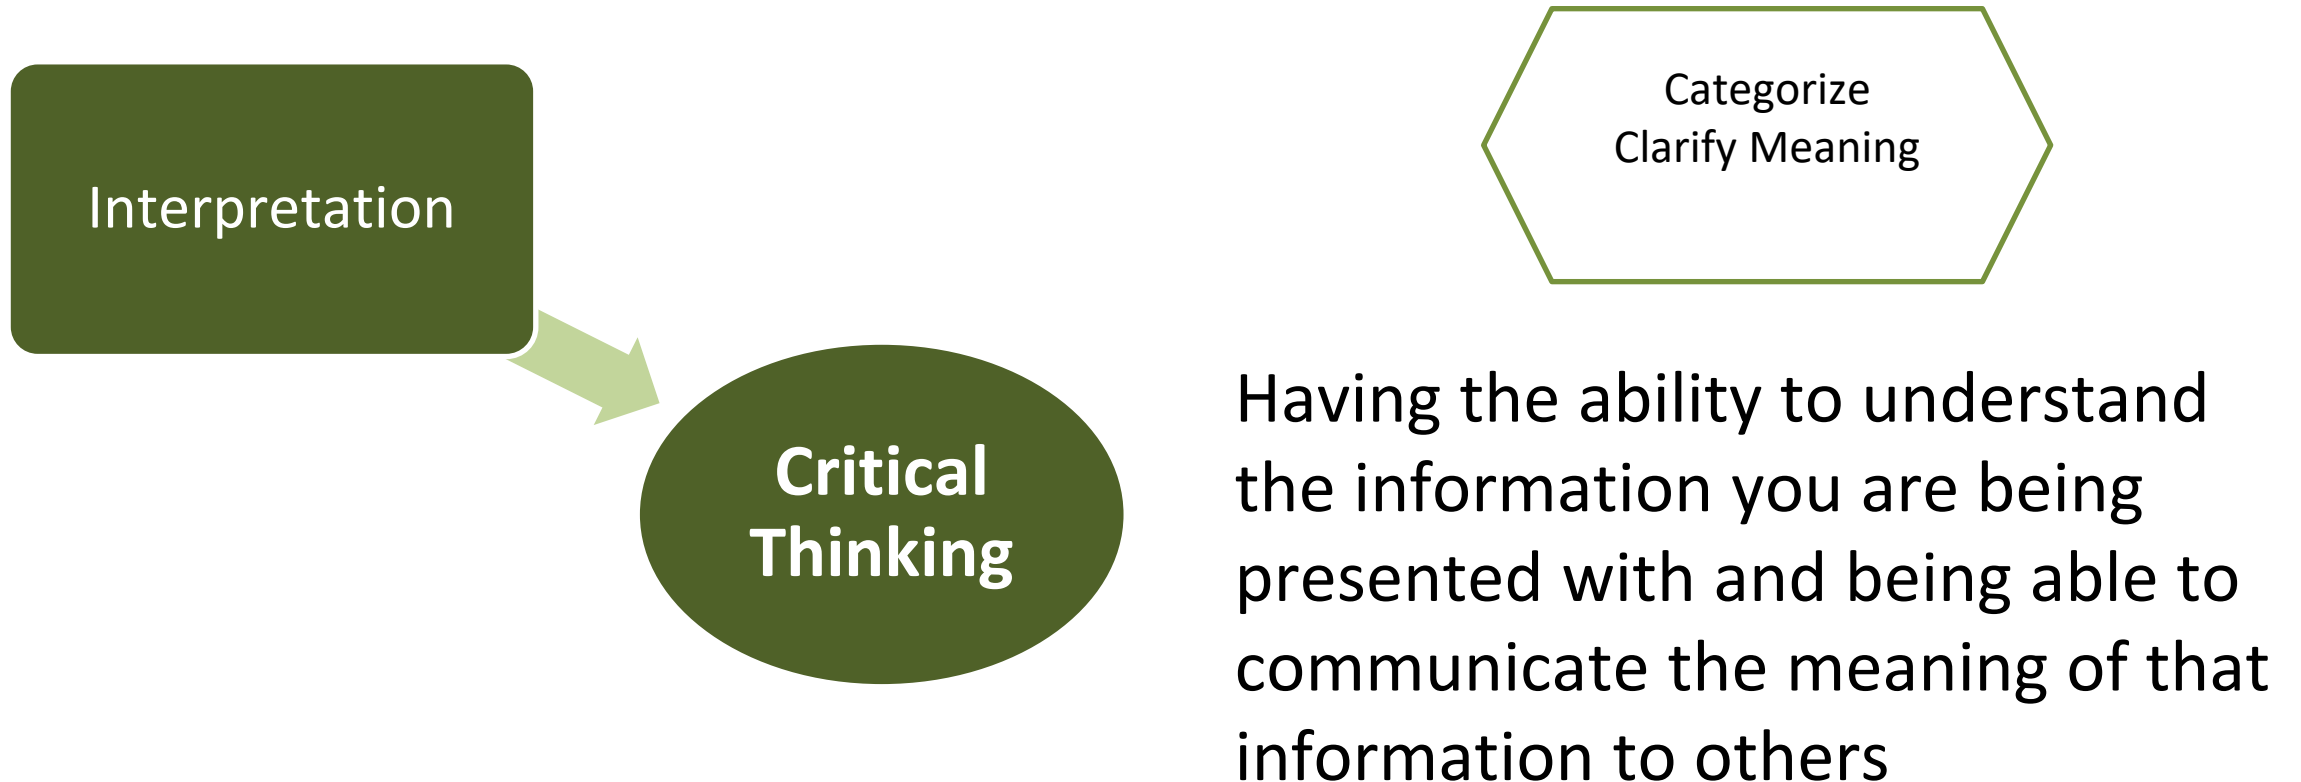 Interpretation
Critical
Thinking
Categorize
Clarify Meaning
Having the ability to understand
the information you are being
presented with and being able to
communicate the meaning of that
information to others